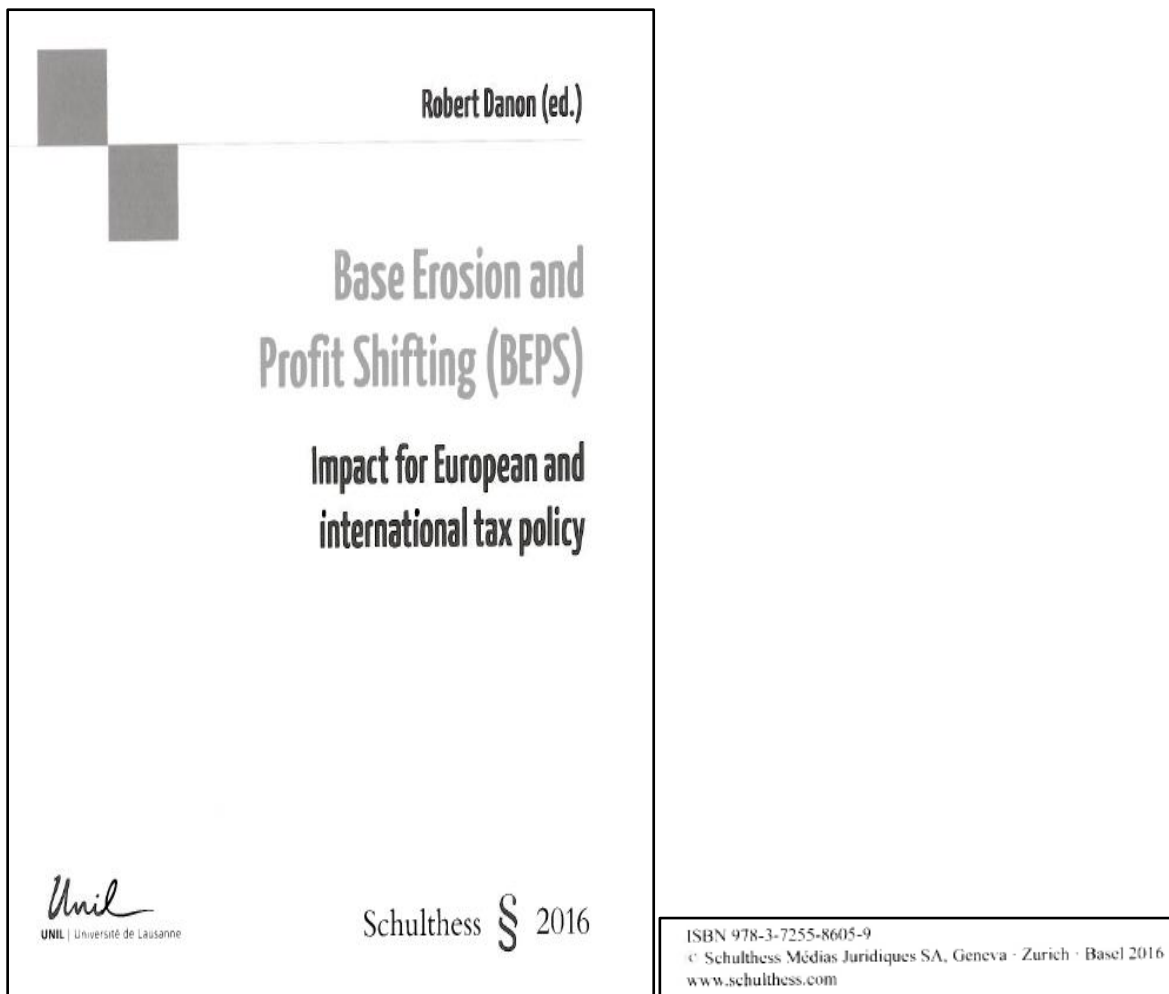 Robert Danon (ed.)
Base Erosion and
Profit Shifting (BEPS)
Impact for European and
international tax policy
Unil
UNIL | Université de Lausanne
Schulthess § 2016
ISBN 978-3-7255-8605-9
© Schulthess Médias Juridiques SA, Geneva · Zurich · Basel 2016
www.schulthess.com